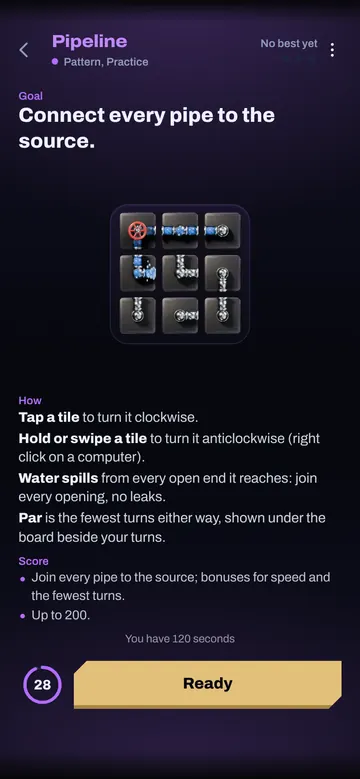 Pipeline
No best yet
Pattern, Practice
Goal
Connect every pipe to the
source.
How
Tap a tile to turn it clockwise.
Hold or swipe a tile to turn it anticlockwise (right
click on a computer).
Water spills from every open end it reaches: join
every opening, no leaks.
Par is the fewest turns either way, shown under the
board beside your turns.
Score
Join every pipe to the source; bonuses for speed and
the fewest turns.
Up to 200.
You have 120 seconds
28
Ready